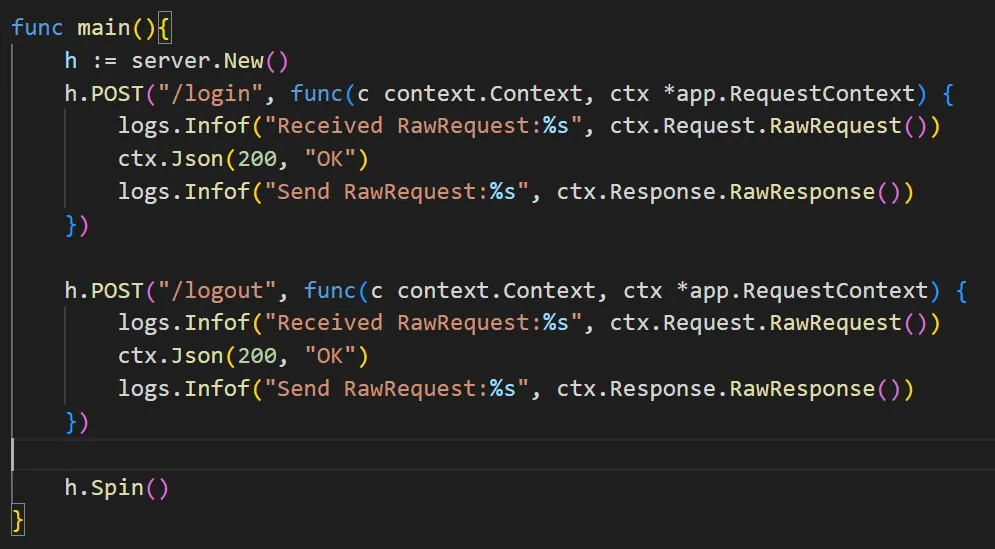 func main(){
    h := server.New()
    h.POST("/login", func(c context.Context, ctx *app.RequestContext) {
        logs.Infof("Received RawRequest:%s", ctx.Request.RawRequest())
        ctx.Json(200, "OK")
        logs.Infof("Send RawRequest:%s", ctx.Response.RawResponse())
    })

    h.POST("/logout", func(c context.Context, ctx *app.RequestContext) {
        logs.Infof("Received RawRequest:%s", ctx.Request.RawRequest())
        ctx.Json(200, "OK")
        logs.Infof("Send RawRequest:%s", ctx.Response.RawResponse())
    })

    h.Spin()
}